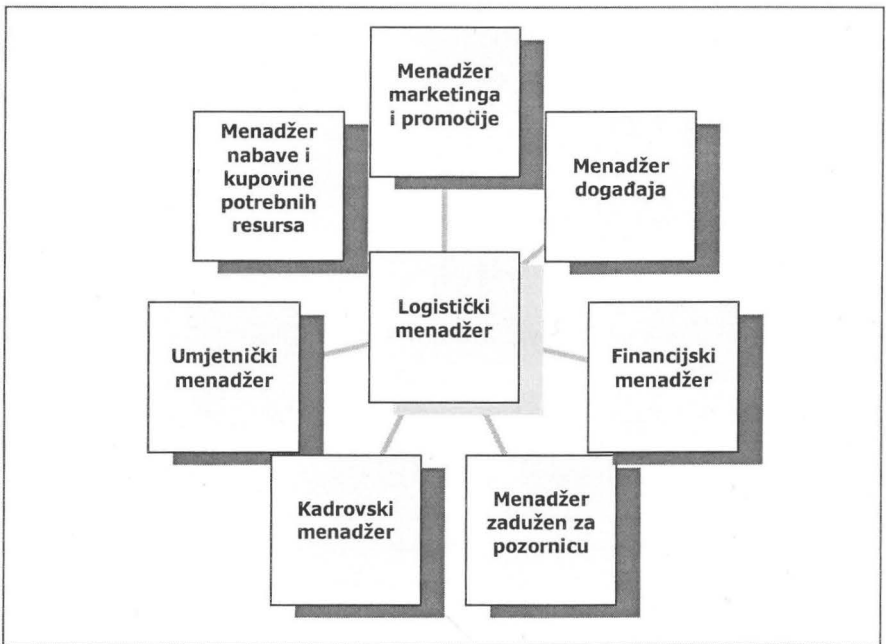 Menadžer
marketinga
i promocije
Menadžer
nabave i
kupovine
potrebnih
resursa
Menadžer
događaja
Logistički
menadžer
Umjetnički
menadžer
Financijski
menadžer
Kadrovski
menadžer
Menadžer
zadužen za
pozornicu